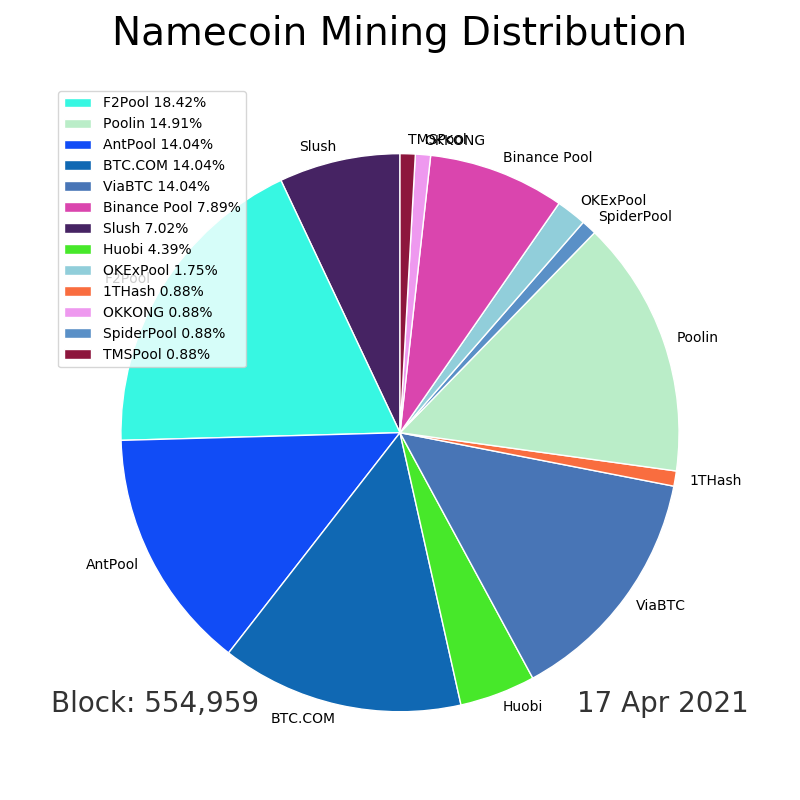 Namecoin Mining Distribution
F2Pool 18.42%
Poolin 14.91%
AntPool 14.04%
BTC.COM 14.04%
ViaBTC 14.04%
Binance Pool 7.89%
Slush 7.02%
Huobi 4.39%
OKExPool 1.75%
1THash 0.88%
OKKONG 0.88%
SpiderPool 0.88%
TMSPool 0.88%
TMSPool
OKKONG
Slush
Binance Pool
OKExPool
SpiderPool
F2Pool
Poolin
1THash
AntPool
ViaBTC
Huobi
BTC.COM
Block: 554,959
17 Apr 2021